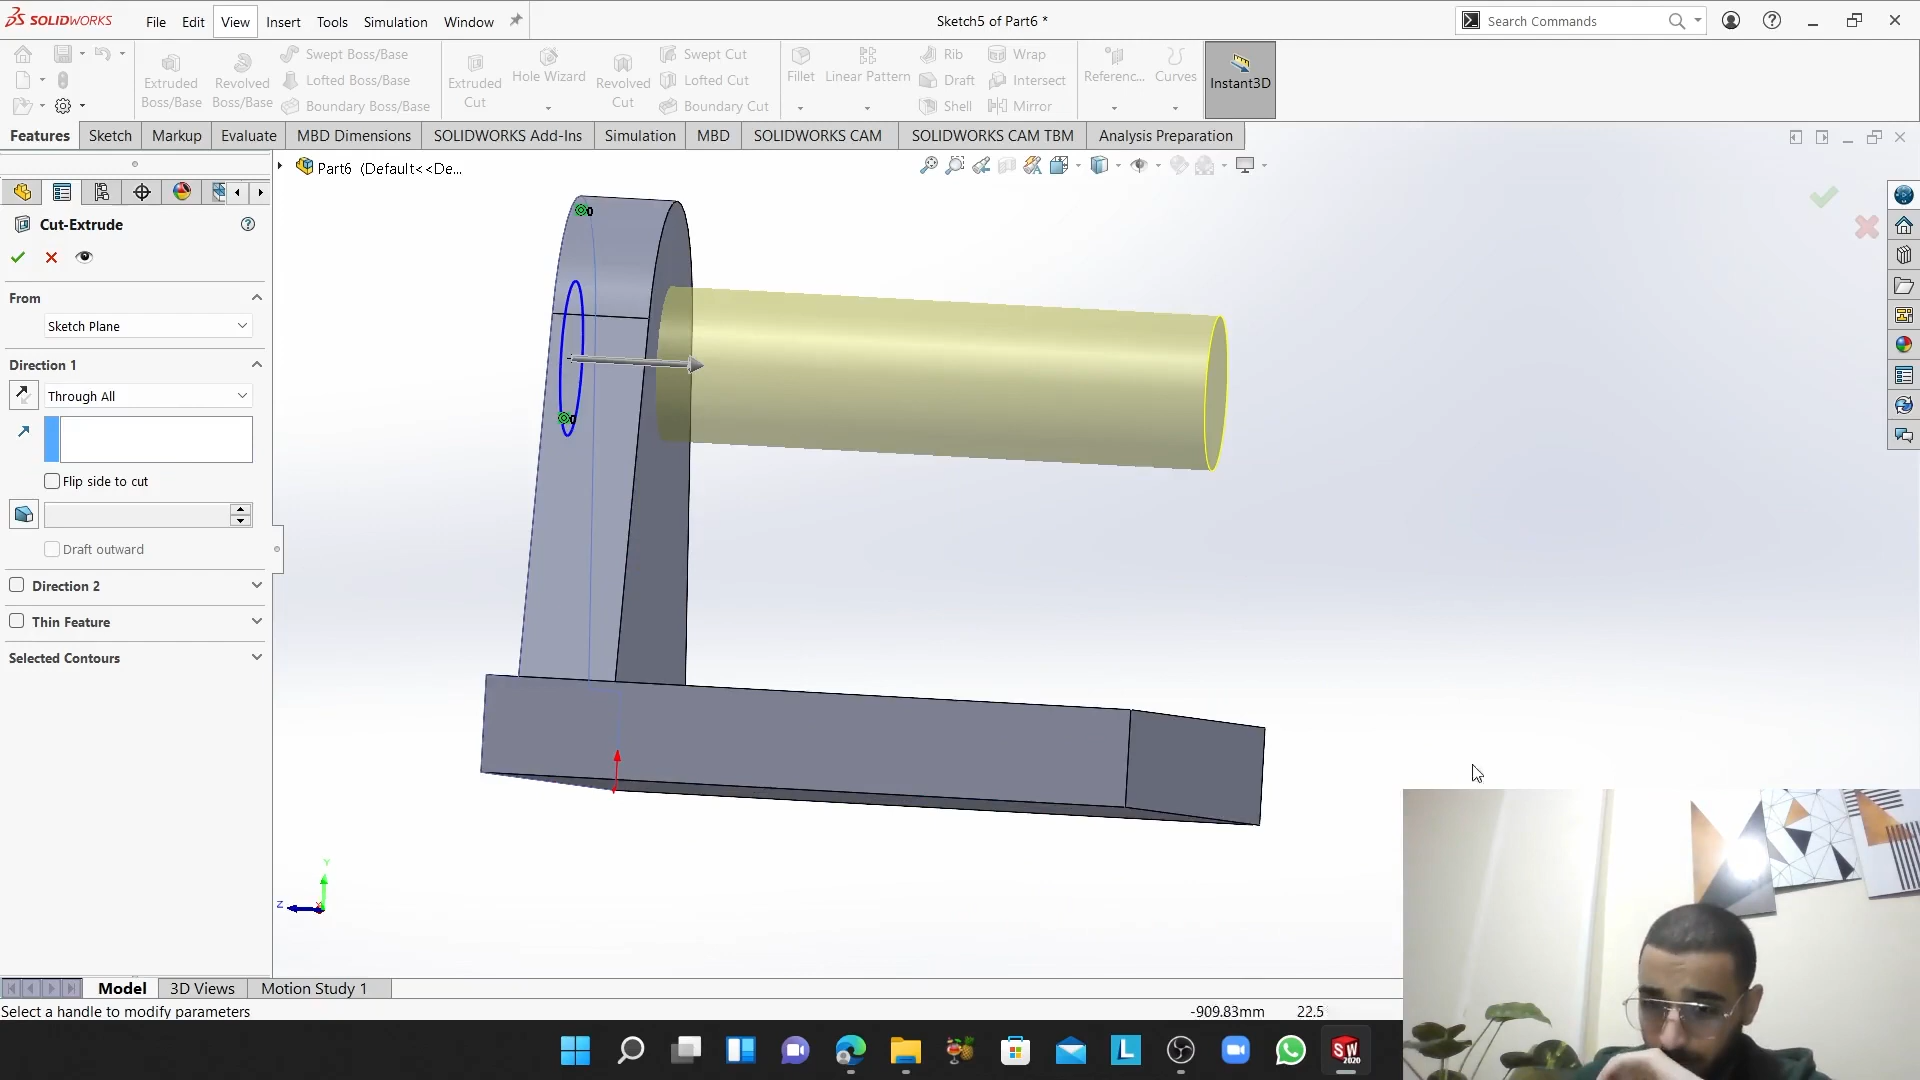 SOLIDWORKS File Edit View Insert Tools Simulation Window Sketch5 of Part6 * Search Commands
Extruded Boss/Base Revolved Boss/Base Swept Boss/Base Lofted Boss/Base Boundary Boss/Base Extruded Cut Hole Wizard Revolved Cut Swept Cut Lofted Cut Boundary Cut Fillet Linear Pattern Rib Draft Shell Wrap Intersect Mirror Referenc... Curves Instant3D
Features Sketch Markup Evaluate MBD Dimensions SOLIDWORKS Add-Ins Simulation MBD SOLIDWORKS CAM SOLIDWORKS CAM TBM Analysis Preparation
Part6 (Default<<De...
Cut-Extrude
From
Sketch Plane
Direction 1
Through All
Flip side to cut
Draft outward
Direction 2
Thin Feature
Selected Contours
0
0
Y
Z
X
Model 3D Views Motion Study 1
Select a handle to modify parameters -909.83mm 22.5
L
SW
2020